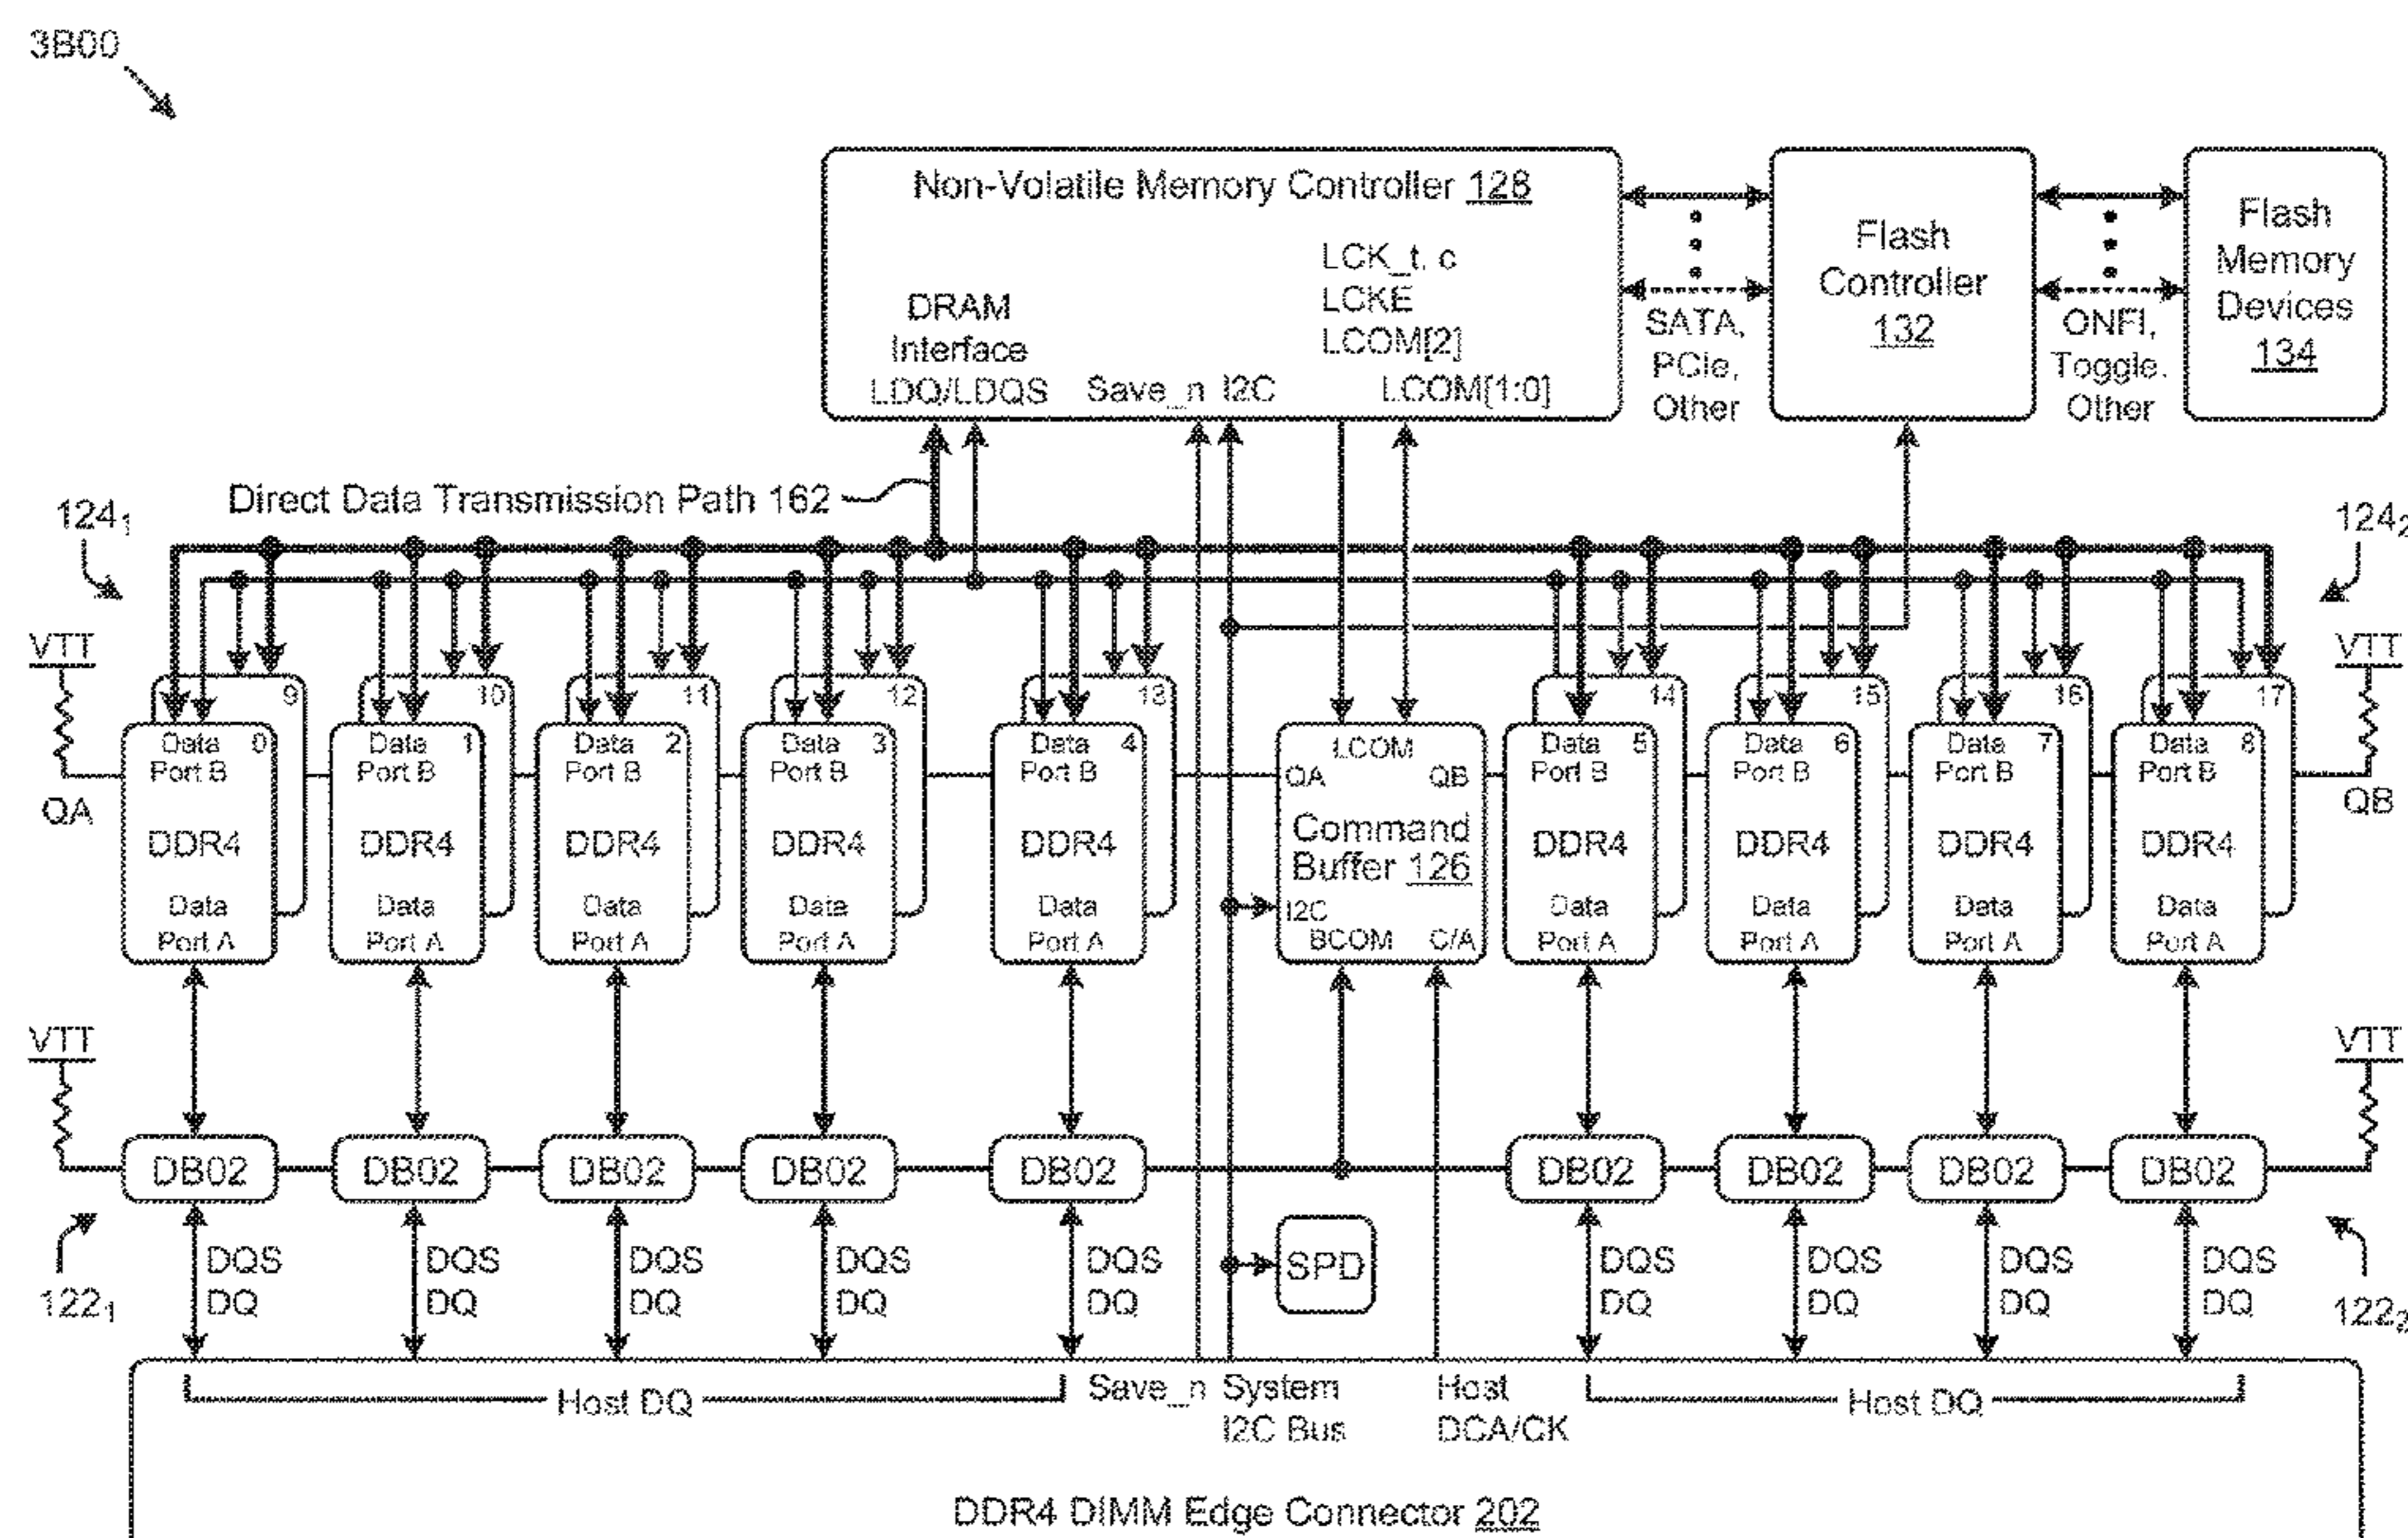 3B00
Non-Volatile Memory Controller 128
LCK_t, c
LCKE
LCOM[2]
LCOM[1:0]
DRAM
Interface
LDQ/LDQS
Save_n I2C
SATA,
PCIe,
Other
Flash
Controller
132
ONFI,
Toggle,
Other
Flash
Memory
Devices
134
Direct Data Transmission Path 162
124₁
124₂
VTT
VTT
9
10
11
12
13
14
15
16
17
Data 0
Port B
DDR4
Data
Port A
Data 1
Port B
DDR4
Data
Port A
Data 2
Port B
DDR4
Data
Port A
Data 3
Port B
DDR4
Data
Port A
Data 4
Port B
DDR4
Data
Port A
LCOM
QA QB
Command
Buffer 126
I2C
BCOM C/A
Data 5
Port B
DDR4
Data
Port A
Data 6
Port B
DDR4
Data
Port A
Data 7
Port B
DDR4
Data
Port A
Data 8
Port B
DDR4
Data
Port A
QA
QB
VTT
VTT
DB02 DB02 DB02 DB02 DB02 DB02 DB02 DB02 DB02
122₁
122₂
DQS DQS DQS DQS DQS DQS DQS DQS DQS
DQ DQ DQ DQ DQ DQ DQ DQ DQ
SPD
Host DQ
Save_n
System
I2C Bus
Host
DCA/CK
Host DQ
DDR4 DIMM Edge Connector 202